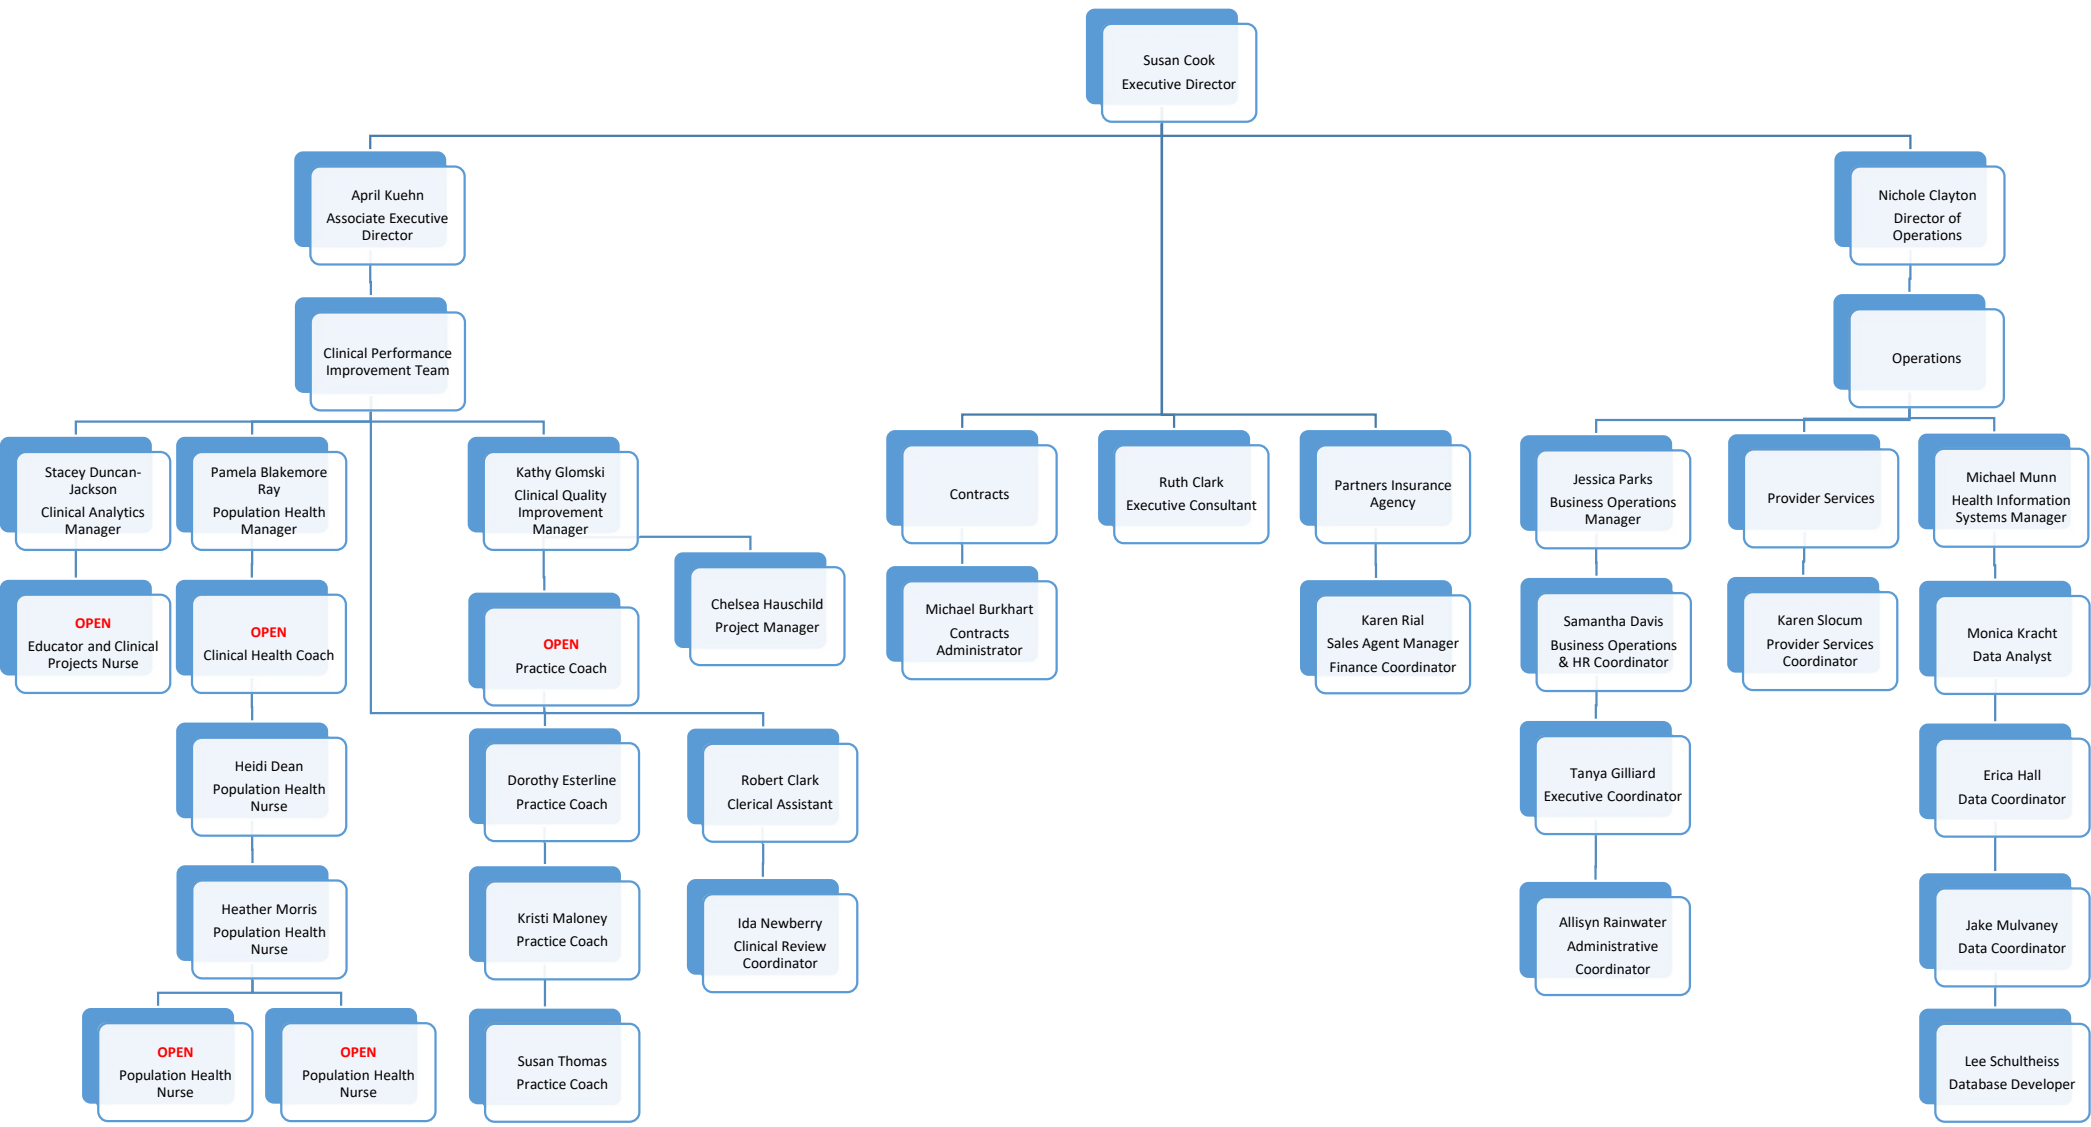 Susan Cook
Executive Director
April Kuehn
Associate Executive
Director
Nichole Clayton
Director of
Operations
Clinical Performance
Improvement Team
Operations
Stacey Duncan-
Jackson
Clinical Analytics
Manager
Pamela Blakemore
Ray
Population Health
Manager
Kathy Glomski
Clinical Quality
Improvement
Manager
Contracts
Ruth Clark
Executive Consultant
Partners Insurance
Agency
Jessica Parks
Business Operations
Manager
Provider Services
Michael Munn
Health Information
Systems Manager
OPEN
Educator and Clinical
Projects Nurse
OPEN
Clinical Health Coach
OPEN
Practice Coach
Chelsea Hauschild
Project Manager
Michael Burkhart
Contracts
Administrator
Karen Rial
Sales Agent Manager
Finance Coordinator
Samantha Davis
Business Operations
& HR Coordinator
Karen Slocum
Provider Services
Coordinator
Monica Kracht
Data Analyst
Heidi Dean
Population Health
Nurse
Dorothy Esterline
Practice Coach
Robert Clark
Clerical Assistant
Tanya Gilliard
Executive Coordinator
Erica Hall
Data Coordinator
Heather Morris
Population Health
Nurse
Kristi Maloney
Practice Coach
Ida Newberry
Clinical Review
Coordinator
Allisyn Rainwater
Administrative
Coordinator
Jake Mulvaney
Data Coordinator
OPEN
Population Health
Nurse
OPEN
Population Health
Nurse
Susan Thomas
Practice Coach
Lee Schultheiss
Database Developer